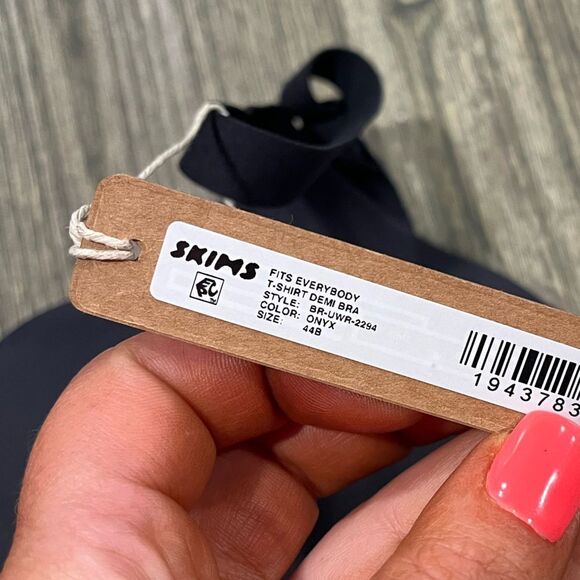 SKIMS
FITS EVERYBODY
T-SHIRT DEMI BRA
STYLE: BR-UWR-2294
COLOR: ONYX
SIZE: 44B
1943783